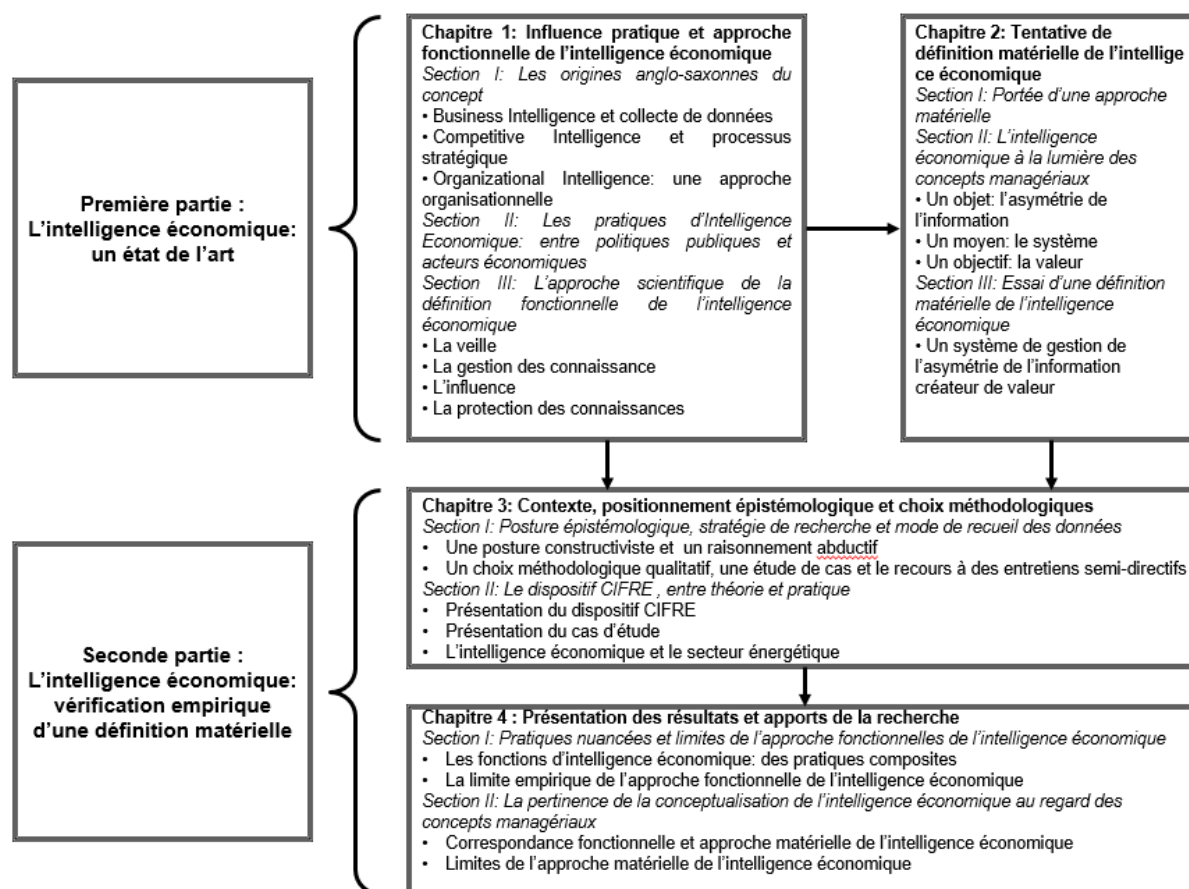 Première partie :
L'intelligence économique:
un état de l'art
Chapitre 1: Influence pratique et approche
fonctionnelle de l'intelligence économique
Section I: Les origines anglo-saxonnes du
concept
• Business Intelligence et collecte de données
• Competitive Intelligence et processus
stratégique
• Organizational Intelligence: une approche
organisationnelle
Section II: Les pratiques d'Intelligence
Economique: entre politiques publiques et
acteurs économiques
Section III: L'approche scientifique de la
définition fonctionnelle de l'intelligence
économique
• La veille
• La gestion des connaissance
• L'influence
• La protection des connaissances
Chapitre 2: Tentative de
définition matérielle de l'intellige
ce économique
Section I: Portée d'une approche
matérielle
Section II: L'intelligence
économique à la lumière des
concepts managériaux
• Un objet: l'asymétrie de
l'information
• Un moyen: le système
• Un objectif: la valeur
Section III: Essai d'une définition
matérielle de l'intelligence
économique
• Un système de gestion de
l'asymétrie de l'information
créateur de valeur
Seconde partie :
L'intelligence économique:
vérification empirique
d'une définition matérielle
Chapitre 3: Contexte, positionnement épistémologique et choix méthodologiques
Section I: Posture épistémologique, stratégie de recherche et mode de recueil des données
• Une posture constructiviste et un raisonnement abductif
• Un choix méthodologique qualitatif, une étude de cas et le recours à des entretiens semi-directifs
Section II: Le dispositif CIFRE , entre théorie et pratique
• Présentation du dispositif CIFRE
• Présentation du cas d'étude
• L'intelligence économique et le secteur énergétique
Chapitre 4 : Présentation des résultats et apports de la recherche
Section I: Pratiques nuancées et limites de l'approche fonctionnelles de l'intelligence économique
• Les fonctions d'intelligence économique: des pratiques composites
• La limite empirique de l'approche fonctionnelle de l'intelligence économique
Section II: La pertinence de la conceptualisation de l'intelligence économique au regard des
concepts managériaux
• Correspondance fonctionnelle et approche matérielle de l'intelligence économique
• Limites de l'approche matérielle de l'intelligence économique